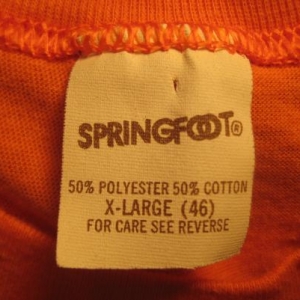 SPRINGFOOT®
50% POLYESTER 50% COTTON
X-LARGE (46)
FOR CARE SEE REVERSE